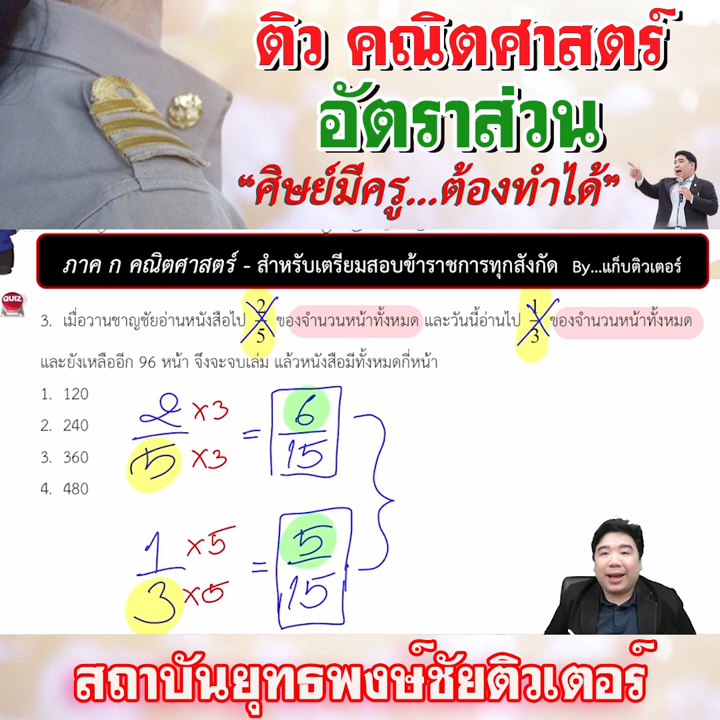 ติว คณิตศาสตร์
อัตราส่วน
“ศิษย์มีครู...ต้องทำได้”
ภาค ก คณิตศาสตร์ - สำหรับเตรียมสอบข้าราชการทุกสังกัด By...แก็บติวเตอร์
QUIZ
3. เมื่อวานชาญชัยอ่านหนังสือไป 2/5 ของจำนวนหน้าทั้งหมด และวันนี้อ่านไป 1/3 ของจำนวนหน้าทั้งหมด
และยังเหลืออีก 96 หน้า จึงจะจบเล่ม แล้วหนังสือมีทั้งหมดกี่หน้า
1. 120
2. 240
3. 360
4. 480
2 ×3 = 6
5 ×3 15
1 ×5 = 5
3 ×5 15
สถาบันยุทธพงษ์ชัยติวเตอร์